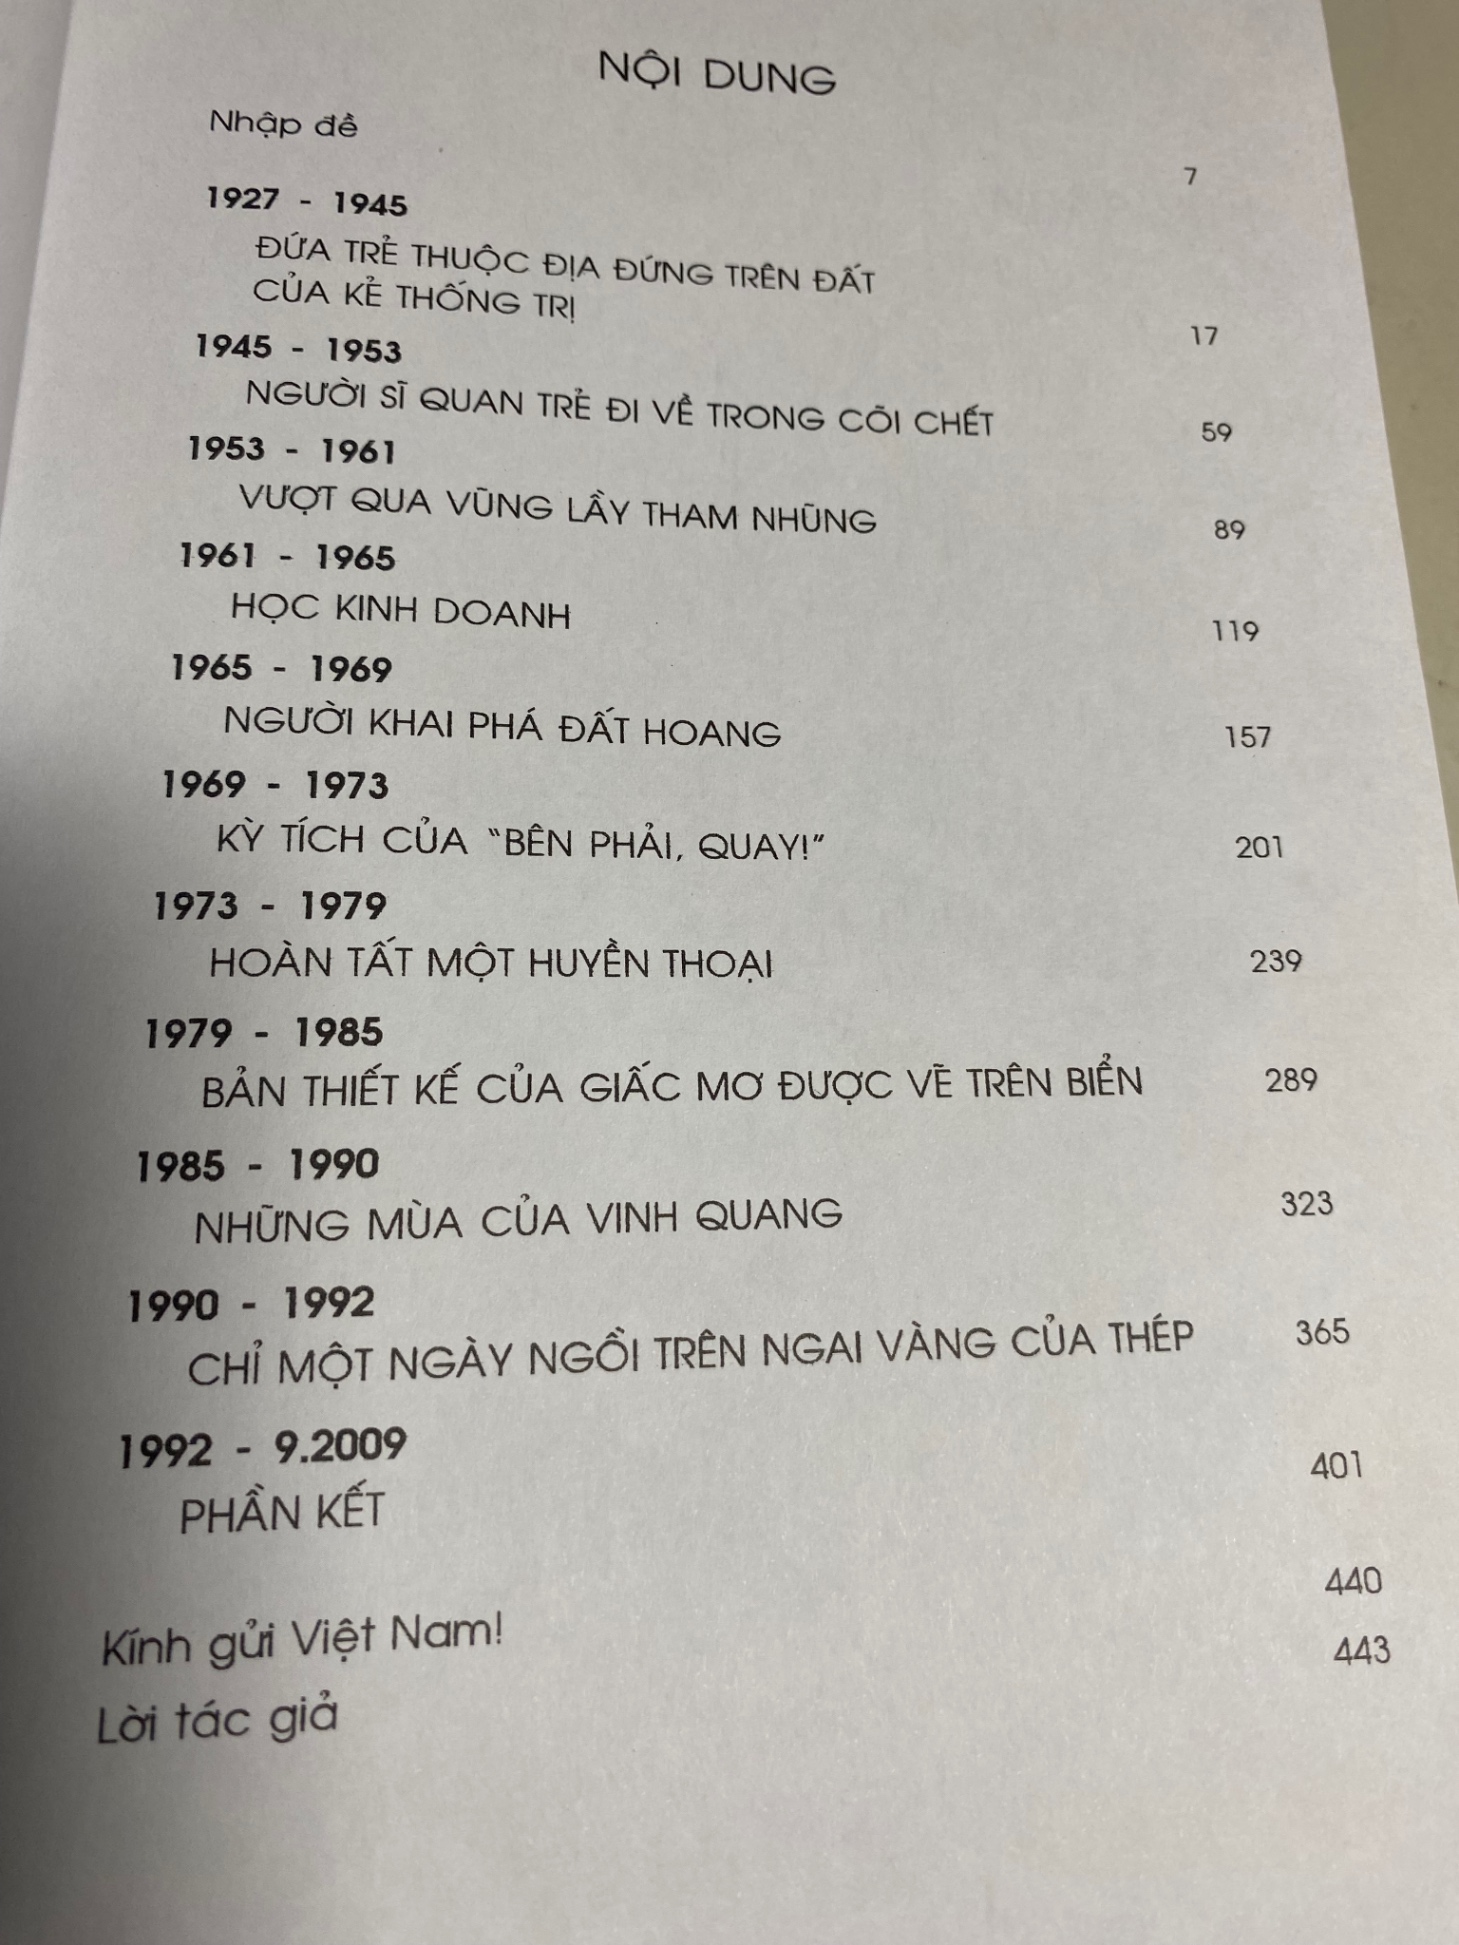 NỘI DUNG
Nhập đề 7
1927 - 1945
ĐỨA TRẺ THUỘC ĐỊA ĐỨNG TRÊN ĐẤT
CỦA KẺ THỐNG TRỊ 17
1945 - 1953
NGƯỜI SĨ QUAN TRẺ ĐI VỀ TRONG CÕI CHẾT 59
1953 - 1961
VƯỢT QUA VŨNG LẦY THAM NHŨNG 89
1961 - 1965
HỌC KINH DOANH 119
1965 - 1969
NGƯỜI KHAI PHÁ ĐẤT HOANG 157
1969 - 1973
KỲ TÍCH CỦA “BÊN PHẢI, QUAY!” 201
1973 - 1979
HOÀN TẤT MỘT HUYỀN THOẠI 239
1979 - 1985
BẢN THIẾT KẾ CỦA GIẤC MƠ ĐƯỢC VẼ TRÊN BIỂN 289
1985 - 1990
NHỮNG MÙA CỦA VINH QUANG 323
1990 - 1992
CHỈ MỘT NGÀY NGỒI TRÊN NGAI VÀNG CỦA THÉP 365
1992 - 9.2009
PHẦN KẾT 401
Kính gửi Việt Nam! 440
Lời tác giả 443